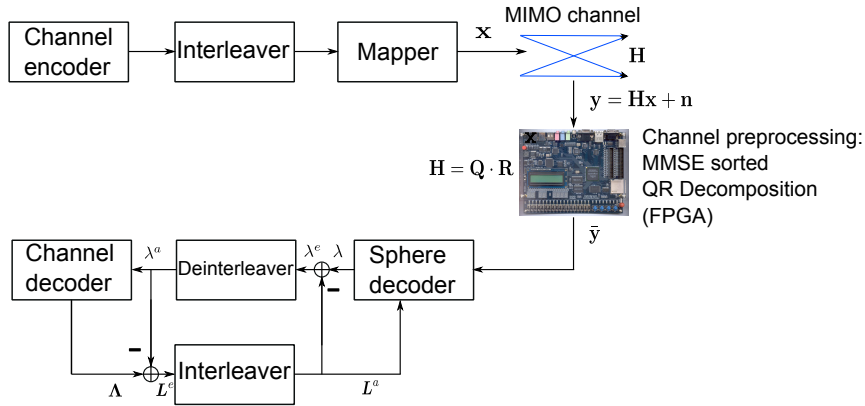 MIMO channel
Channel
encoder
Interleaver
Mapper
x
H
y = Hx + n
H = Q · R
x
Channel preprocessing:
MMSE sorted
QR Decomposition
(FPGA)
ȳ
Channel
decoder
λᵃ
Deinterleaver
λᵉ
λ
Sphere
decoder
−
−
Λ
Lᵉ
Interleaver
Lᵃ